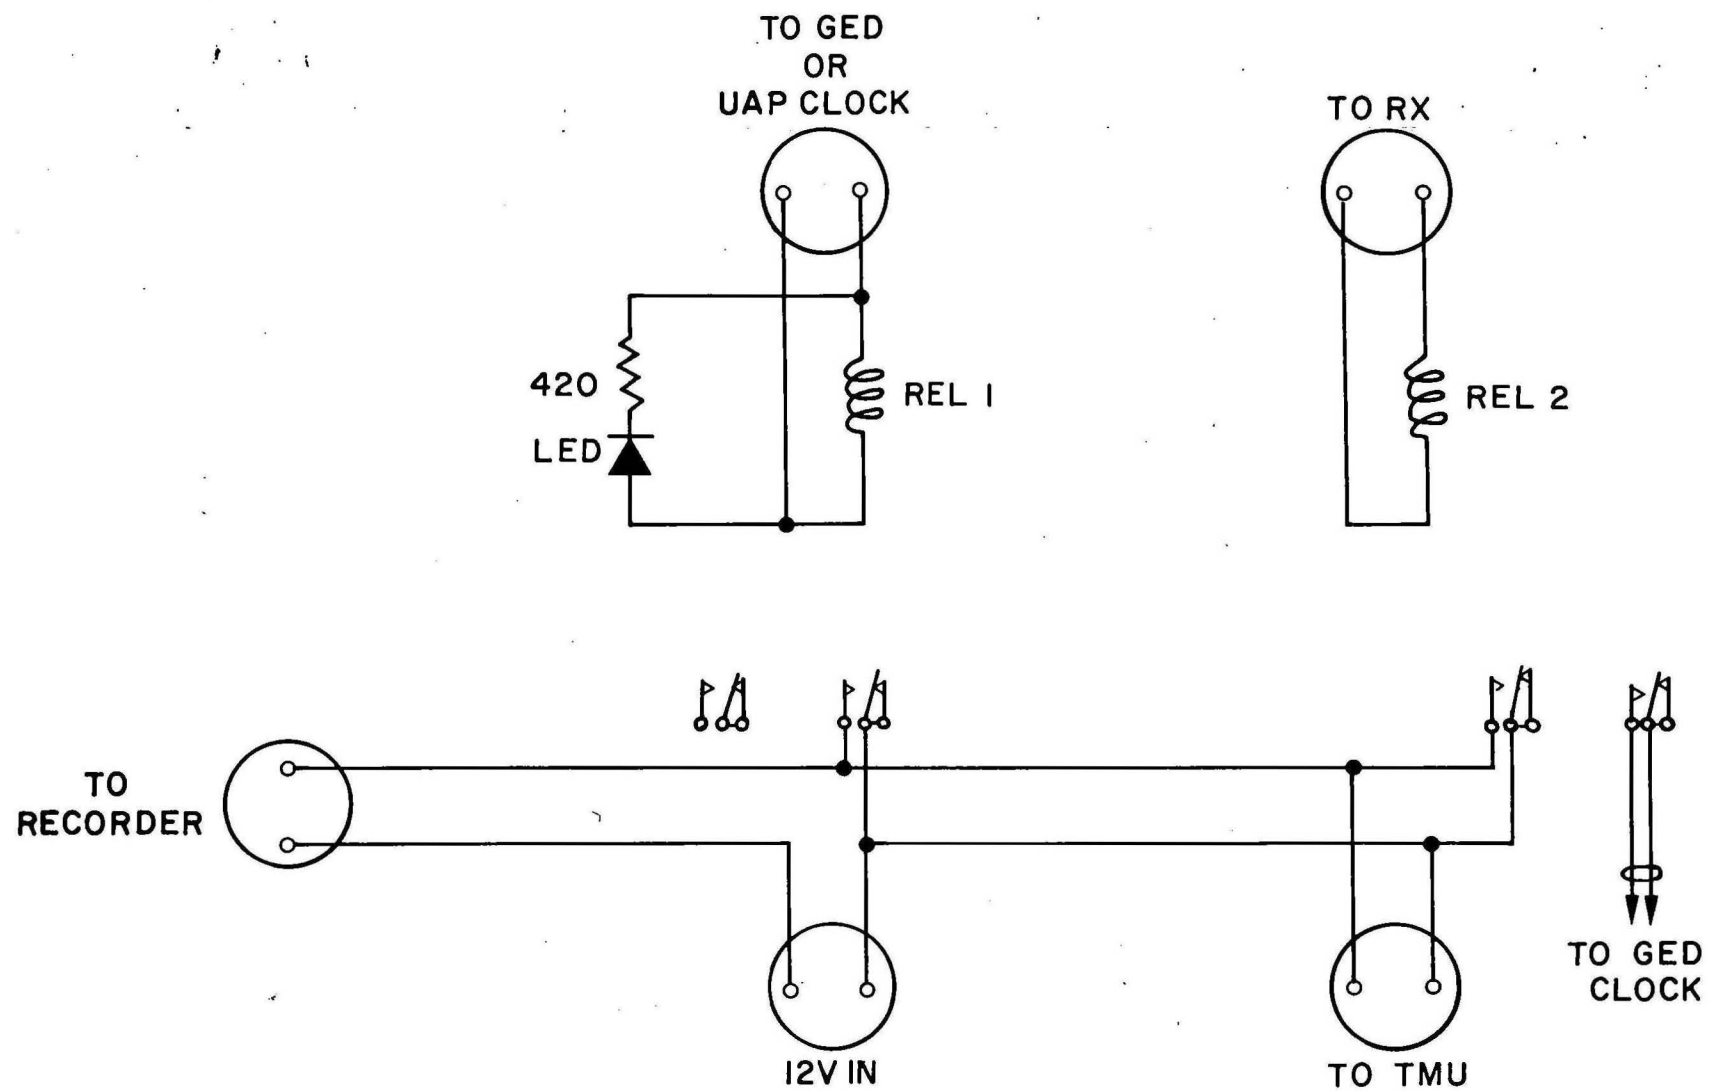 TO GED
OR
UAP CLOCK
TO RX
420
LED
REL 1
REL 2
TO
RECORDER
12V IN
TO TMU
TO GED
CLOCK